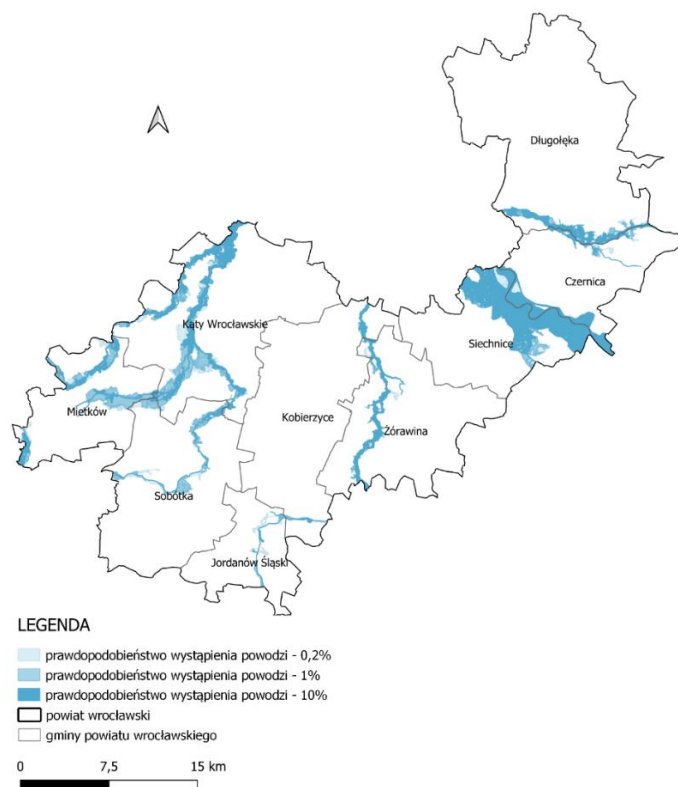 Długołęka
Czernica
Kąty Wrocławskie
Siechnice
Mietków
Kobierzyce
Żórawina
Sobótka
Jordanów Śląski
LEGENDA
prawdopodobieństwo wystąpienia powodzi - 0,2%
prawdopodobieństwo wystąpienia powodzi - 1%
prawdopodobieństwo wystąpienia powodzi - 10%
powiat wrocławski
gminy powiatu wrocławskiego
0 7,5 15 km